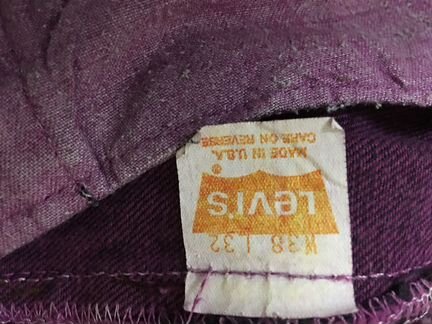 W38 L32
Levi's
®
MADE IN U.S.A.
CARE ON REVERSE